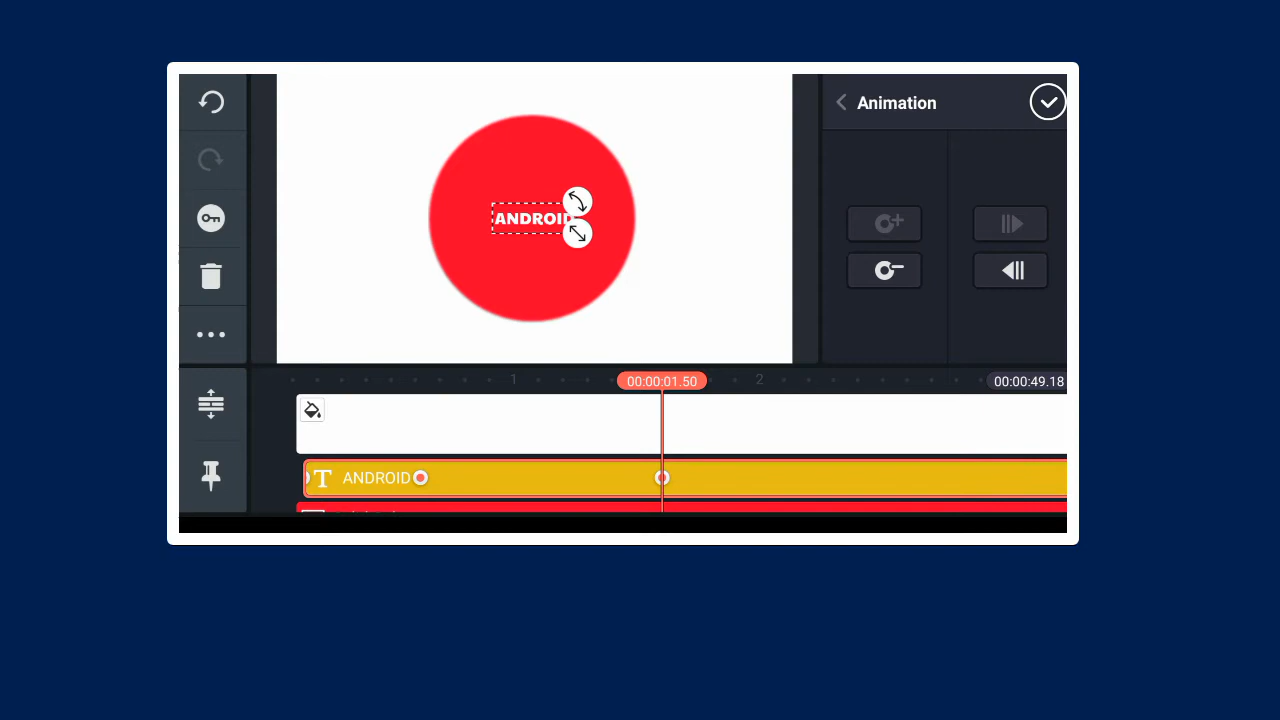 Animation
ANDROID
1
00:00:01.50
2
00:00:49.18
T ANDROID